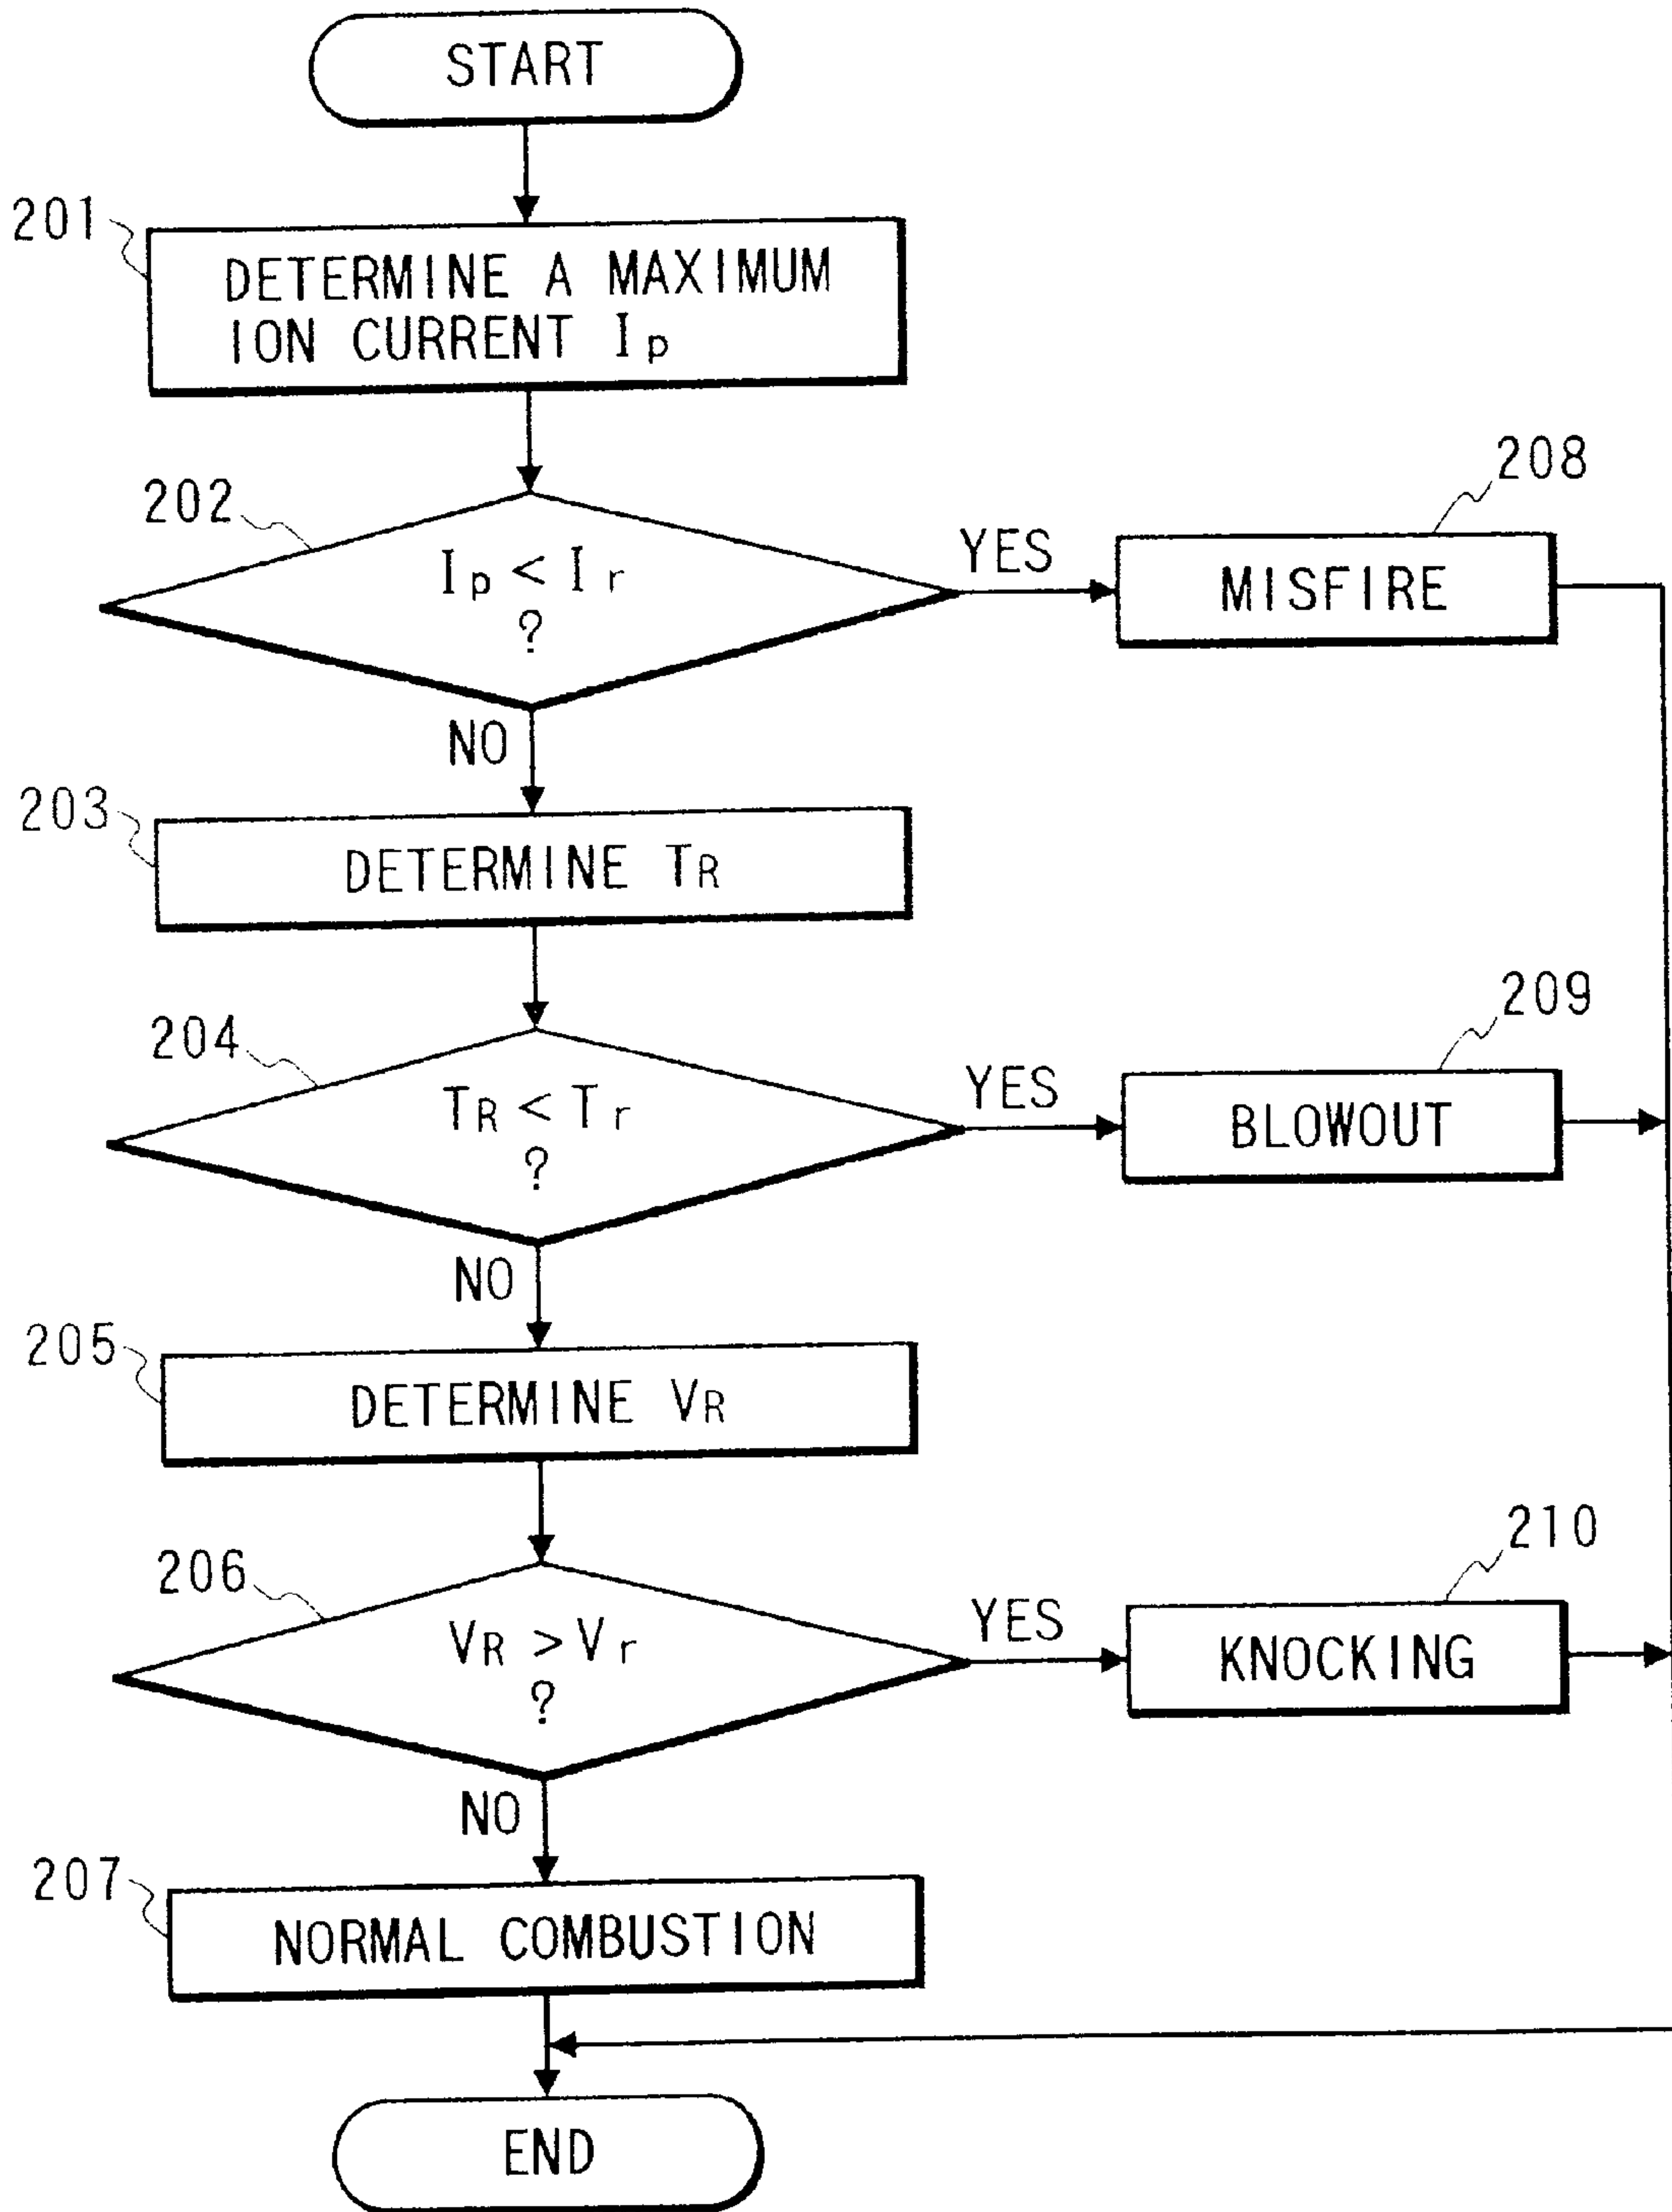 START
201
DETERMINE A MAXIMUM
ION CURRENT Ip
202
Ip < Ir
?
YES
208
MISFIRE
NO
203
DETERMINE TR
204
TR < Tr
?
YES
209
BLOWOUT
NO
205
DETERMINE VR
206
VR > Vr
?
YES
210
KNOCKING
NO
207
NORMAL COMBUSTION
END